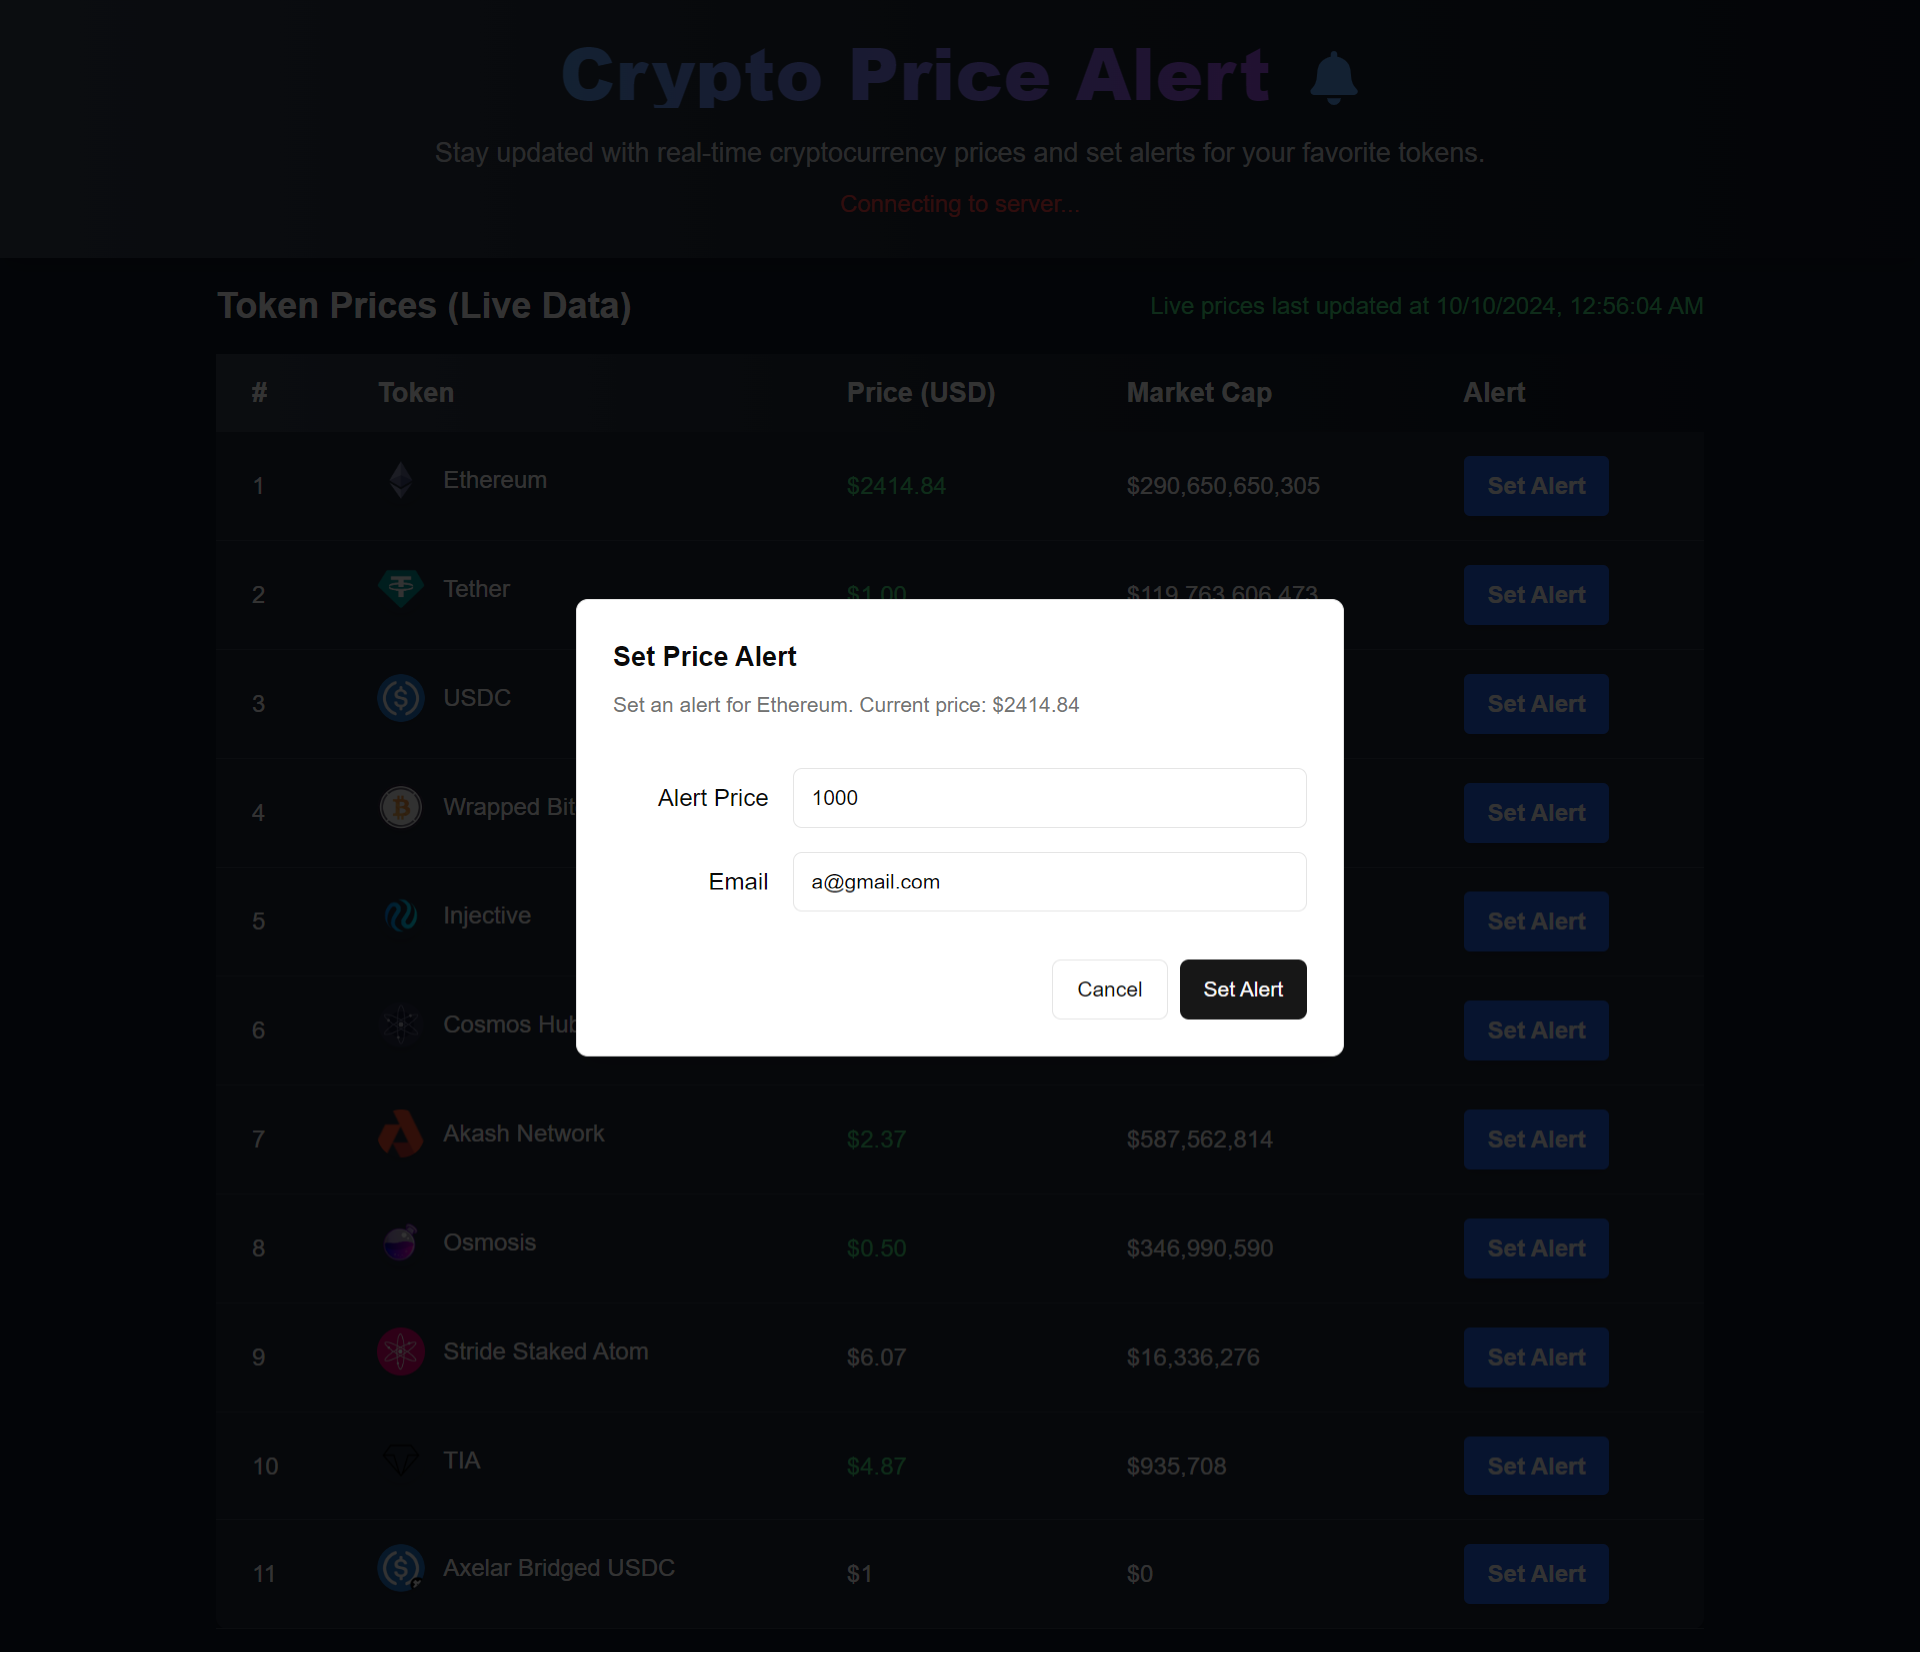 Crypto Price Alert
Stay updated with real-time cryptocurrency prices and set alerts for your favorite tokens.
Connecting to server...
Token Prices (Live Data)
Live prices last updated at 10/10/2024, 12:56:04 AM
# Token Price (USD) Market Cap Alert
1 Ethereum $2414.84 $290,650,650,305 Set Alert
2 Tether $1.00 $119,763,606,473 Set Alert
3 USDC Set Alert
4 Wrapped Bit Set Alert
5 Injective Set Alert
6 Cosmos Hub Set Alert
7 Akash Network $2.37 $587,562,814 Set Alert
8 Osmosis $0.50 $346,990,590 Set Alert
9 Stride Staked Atom $6.07 $16,336,276 Set Alert
10 TIA $4.87 $935,708 Set Alert
11 Axelar Bridged USDC $1 $0 Set Alert
Set Price Alert
Set an alert for Ethereum. Current price: $2414.84
Alert Price 1000
Email a@gmail.com
Cancel Set Alert